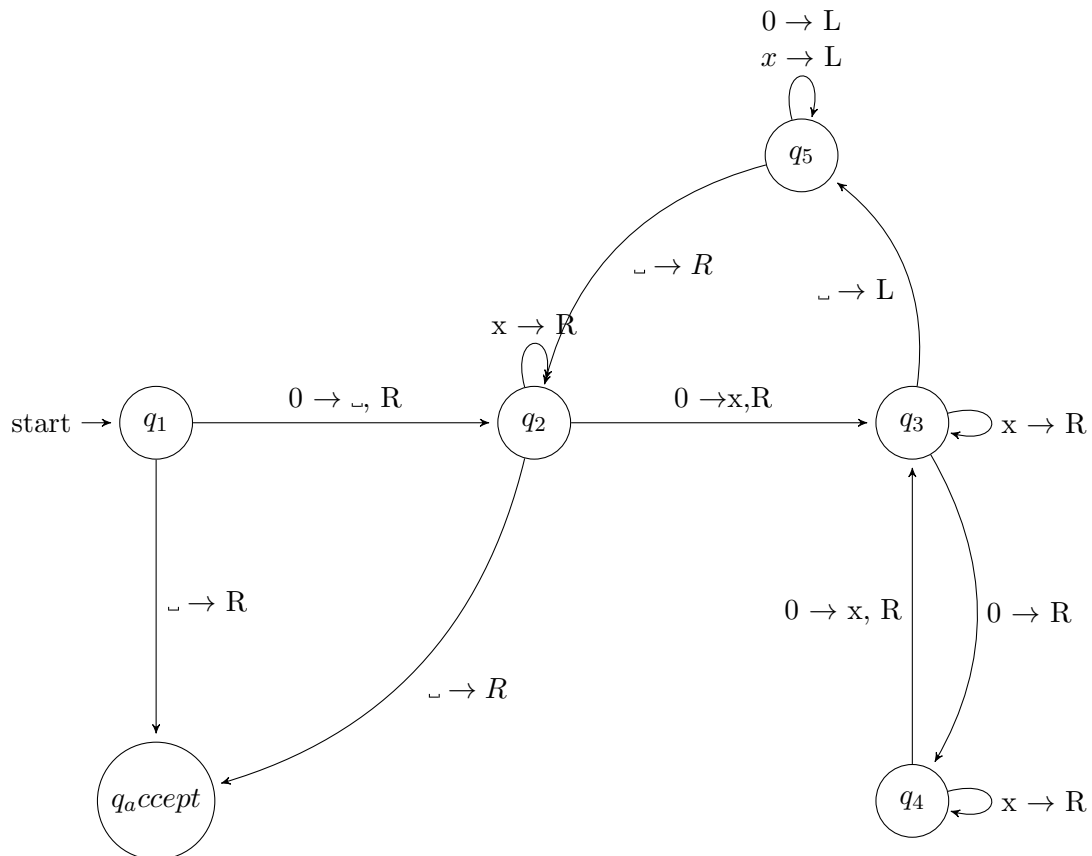 0 → L
x → L
q5
␣ → R
␣ → L
x → R
start
q1
0 → ␣, R
q2
0 →x,R
q3
x → R
␣ → R
0 → x, R
0 → R
␣ → R
qaccept
q4
x → R